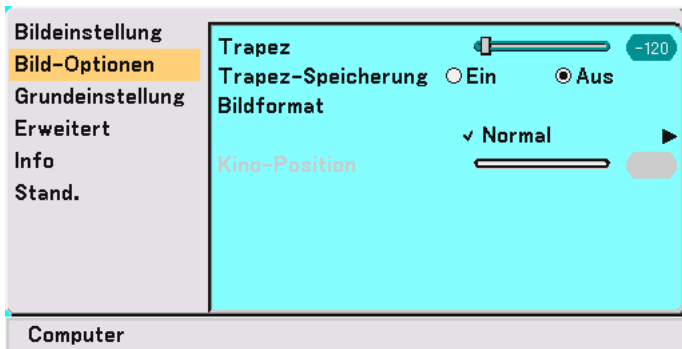 Bildeinstellung
Bild-Optionen
Grundeinstellung
Erweitert
Info
Stand.
Trapez -120
Trapez-Speicherung Ein Aus
Bildformat
✓ Normal ▶
Kino-Position
Computer